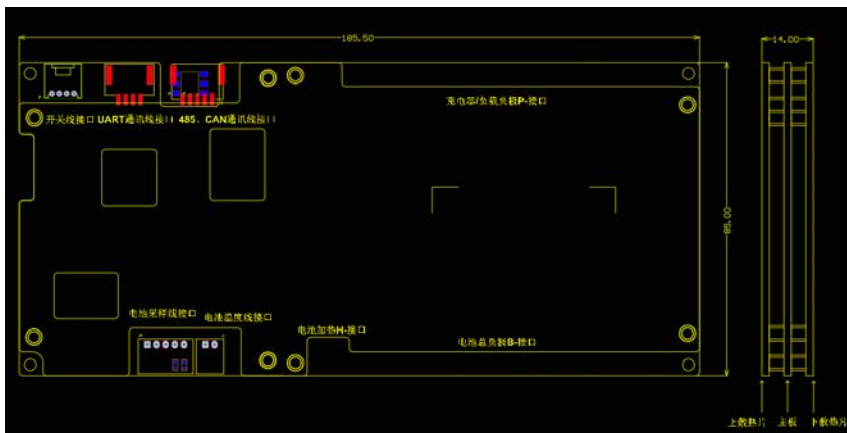 185.50
14.00
充电器/负载负极P-接口
开关线接口 UART通讯线接口 485、CAN通讯线接口
85.00
电池采样线接口 电池温度线接口
电池加热H-接口
电池总负极B-接口
上散热片 主板 下散热片